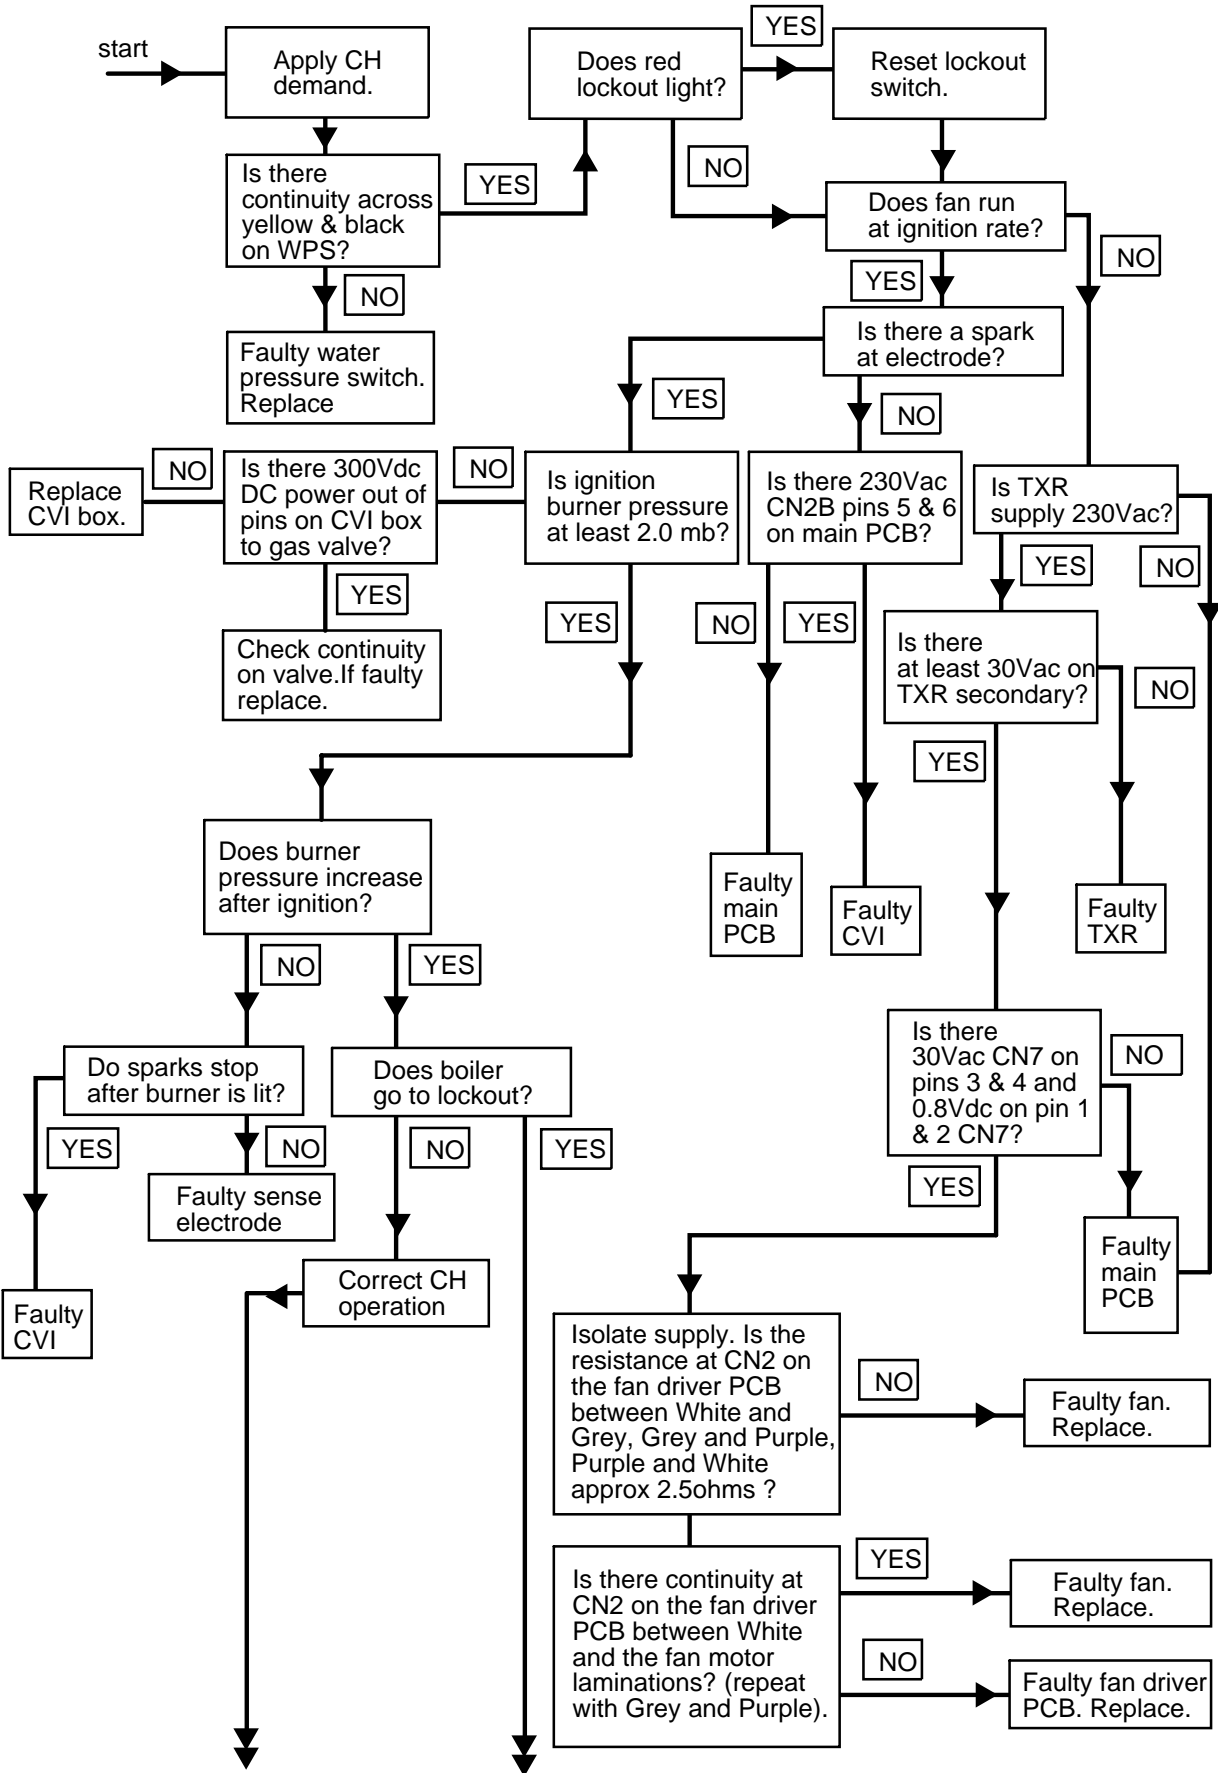 start
Apply CH
demand.
Does red
lockout light?
YES
Reset lockout
switch.
Is there
continuity across
yellow & black
on WPS?
YES
NO
Does fan run
at ignition rate?
NO
NO
YES
Faulty water
pressure switch.
Replace
Is there a spark
at electrode?
YES
NO
Replace
CVI box.
NO
Is there 300Vdc
DC power out of
pins on CVI box
to gas valve?
NO
Is ignition
burner pressure
at least 2.0 mb?
Is there 230Vac
CN2B pins 5 & 6
on main PCB?
Is TXR
supply 230Vac?
YES
YES
NO
YES
YES
NO
Check continuity
on valve.If faulty
replace.
Is there
at least 30Vac on
TXR secondary?
NO
YES
Does burner
pressure increase
after ignition?
Faulty
main
PCB
Faulty
CVI
Faulty
TXR
NO
YES
Do sparks stop
after burner is lit?
Does boiler
go to lockout?
Is there
30Vac CN7 on
pins 3 & 4 and
0.8Vdc on pin 1
& 2 CN7?
NO
YES
NO
NO
YES
YES
Faulty sense
electrode
Faulty
CVI
Correct CH
operation
Faulty
main
PCB
Isolate supply. Is the
resistance at CN2 on
the fan driver PCB
between White and
Grey, Grey and Purple,
Purple and White
approx 2.5ohms ?
NO
Faulty fan.
Replace.
Is there continuity at
CN2 on the fan driver
PCB between White
and the fan motor
laminations? (repeat
with Grey and Purple).
YES
Faulty fan.
Replace.
NO
Faulty fan driver
PCB. Replace.